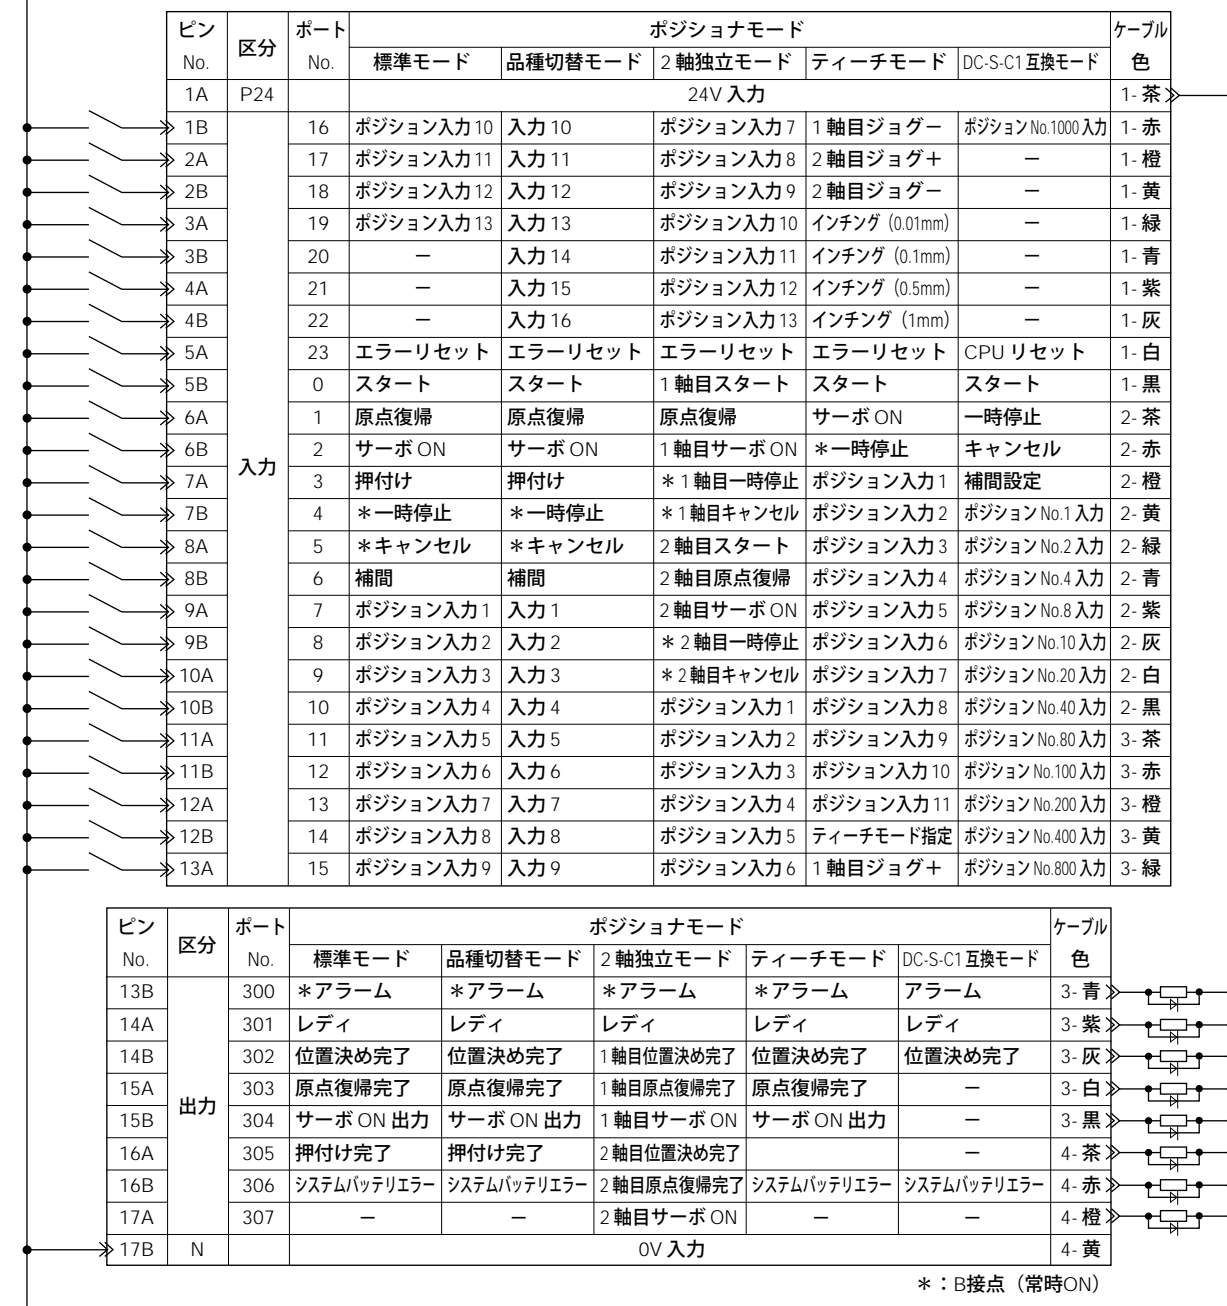 ピン 区分 ポート ポジショナモード ケーブル
No. No. 標準モード 品種切替モード 2軸独立モード ティーチモード DC-S-C1互換モード 色
1A P24 24V入力 1-茶
1B 16 ポジション入力10 入力10 ポジション入力7 1軸目ジョグ− ポジションNo.1000入力 1-赤
2A 17 ポジション入力11 入力11 ポジション入力8 2軸目ジョグ＋ − 1-橙
2B 18 ポジション入力12 入力12 ポジション入力9 2軸目ジョグ− − 1-黄
3A 19 ポジション入力13 入力13 ポジション入力10 インチング（0.01mm） − 1-緑
3B 20 − 入力14 ポジション入力11 インチング（0.1mm） − 1-青
4A 21 − 入力15 ポジション入力12 インチング（0.5mm） − 1-紫
4B 22 − 入力16 ポジション入力13 インチング（1mm） − 1-灰
5A 23 エラーリセット エラーリセット エラーリセット エラーリセット CPUリセット 1-白
5B 0 スタート スタート 1軸目スタート スタート スタート 1-黒
6A 1 原点復帰 原点復帰 原点復帰 サーボON 一時停止 2-茶
6B 入力 2 サーボON サーボON 1軸目サーボON ＊一時停止 キャンセル 2-赤
7A 3 押付け 押付け ＊1軸目一時停止 ポジション入力1 補間設定 2-橙
7B 4 ＊一時停止 ＊一時停止 ＊1軸目キャンセル ポジション入力2 ポジションNo.1入力 2-黄
8A 5 ＊キャンセル ＊キャンセル 2軸目スタート ポジション入力3 ポジションNo.2入力 2-緑
8B 6 補間 補間 2軸目原点復帰 ポジション入力4 ポジションNo.4入力 2-青
9A 7 ポジション入力1 入力1 2軸目サーボON ポジション入力5 ポジションNo.8入力 2-紫
9B 8 ポジション入力2 入力2 ＊2軸目一時停止 ポジション入力6 ポジションNo.10入力 2-灰
10A 9 ポジション入力3 入力3 ＊2軸目キャンセル ポジション入力7 ポジションNo.20入力 2-白
10B 10 ポジション入力4 入力4 ポジション入力1 ポジション入力8 ポジションNo.40入力 2-黒
11A 11 ポジション入力5 入力5 ポジション入力2 ポジション入力9 ポジションNo.80入力 3-茶
11B 12 ポジション入力6 入力6 ポジション入力3 ポジション入力10 ポジションNo.100入力 3-赤
12A 13 ポジション入力7 入力7 ポジション入力4 ポジション入力11 ポジションNo.200入力 3-橙
12B 14 ポジション入力8 入力8 ポジション入力5 ティーチモード指定 ポジションNo.400入力 3-黄
13A 15 ポジション入力9 入力9 ポジション入力6 1軸目ジョグ＋ ポジションNo.800入力 3-緑
ピン 区分 ポート ポジショナモード ケーブル
No. No. 標準モード 品種切替モード 2軸独立モード ティーチモード DC-S-C1互換モード 色
13B 300 ＊アラーム ＊アラーム ＊アラーム ＊アラーム アラーム 3-青
14A 301 レディ レディ レディ レディ レディ 3-紫
14B 302 位置決め完了 位置決め完了 1軸目位置決め完了 位置決め完了 位置決め完了 3-灰
15A 出力 303 原点復帰完了 原点復帰完了 1軸目原点復帰完了 原点復帰完了 − 3-白
15B 304 サーボON出力 サーボON出力 1軸目サーボON サーボON出力 − 3-黒
16A 305 押付け完了 押付け完了 2軸目位置決め完了 − 4-茶
16B 306 システムバッテリエラー システムバッテリエラー 2軸目原点復帰完了 システムバッテリエラー システムバッテリエラー 4-赤
17A 307 − − 2軸目サーボON − − 4-橙
17B N 0V入力 4-黄
＊：B接点（常時ON）